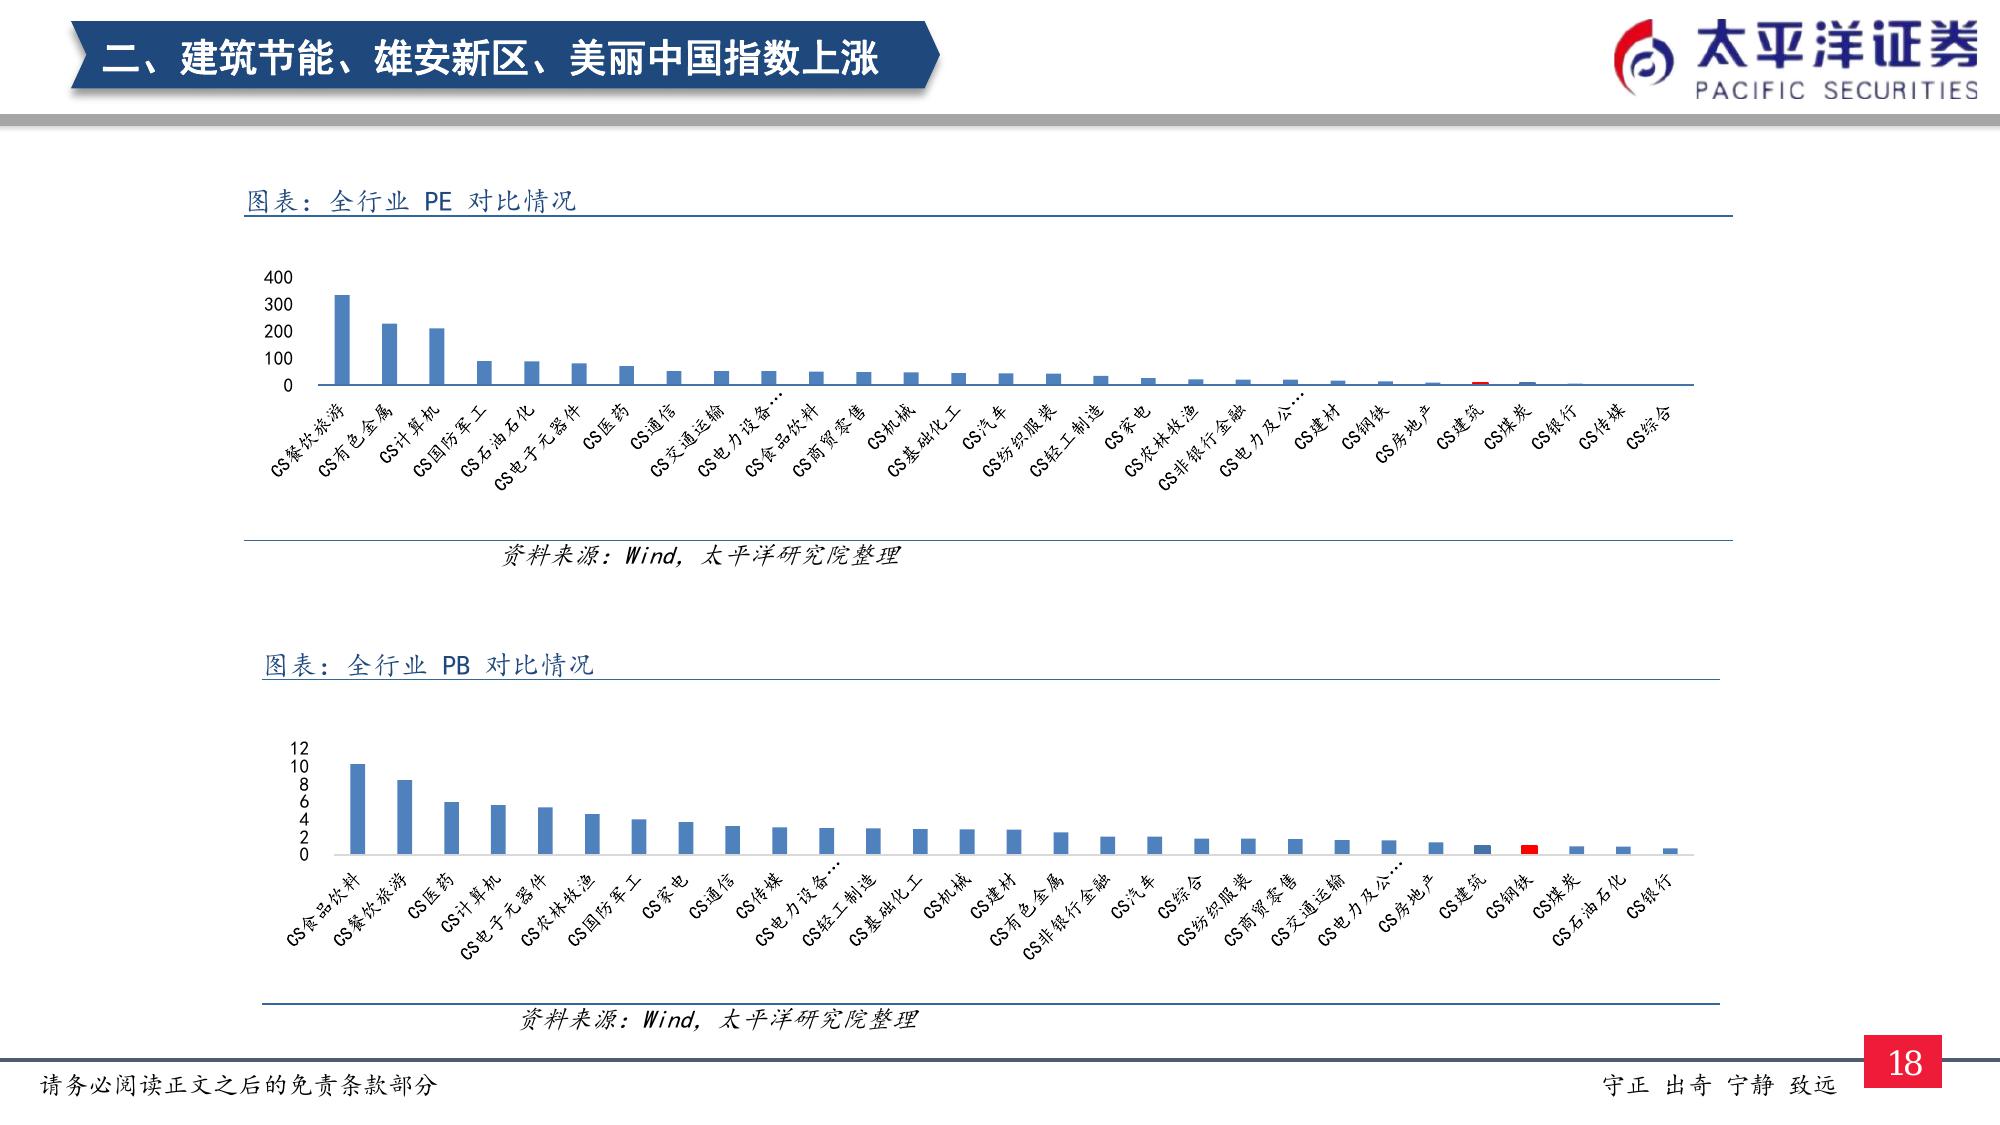 二、建筑节能、雄安新区、美丽中国指数上涨
太平洋证券
PACIFIC SECURITIES
图表：全行业 PE 对比情况
400
300
200
100
0
CS餐饮旅游
CS有色金属
CS计算机
CS国防军工
CS石油石化
CS电子元器件
CS医药
CS通信
CS交通运输
CS电力设备…
CS食品饮料
CS商贸零售
CS机械
CS基础化工
CS汽车
CS纺织服装
CS轻工制造
CS家电
CS农林牧渔
CS非银行金融
CS电力及公…
CS建材
CS钢铁
CS房地产
CS建筑
CS煤炭
CS银行
CS传媒
CS综合
资料来源：Wind，太平洋研究院整理
图表：全行业 PB 对比情况
12
10
8
6
4
2
0
CS食品饮料
CS餐饮旅游
CS医药
CS计算机
CS电子元器件
CS农林牧渔
CS国防军工
CS家电
CS通信
CS传媒
CS电力设备…
CS轻工制造
CS基础化工
CS机械
CS建材
CS有色金属
CS非银行金融
CS汽车
CS综合
CS纺织服装
CS商贸零售
CS交通运输
CS电力及公…
CS房地产
CS建筑
CS钢铁
CS煤炭
CS石油石化
CS银行
资料来源：Wind，太平洋研究院整理
请务必阅读正文之后的免责条款部分
守正 出奇 宁静 致远
18